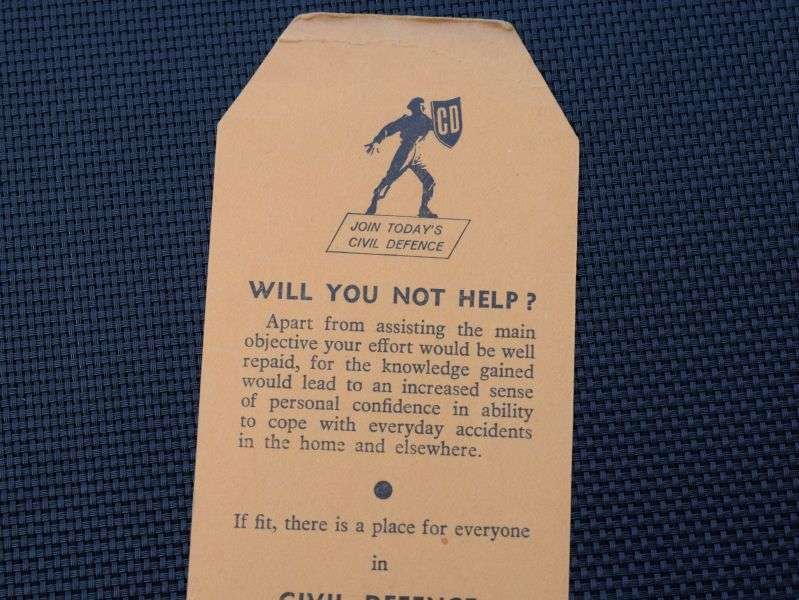 CD
JOIN TODAY'S
CIVIL DEFENCE
WILL YOU NOT HELP?
Apart from assisting the main
objective your effort would be well
repaid, for the knowledge gained
would lead to an increased sense
of personal confidence in ability
to cope with everyday accidents
in the home and elsewhere.
If fit, there is a place for everyone
in
CIVIL DEFENCE